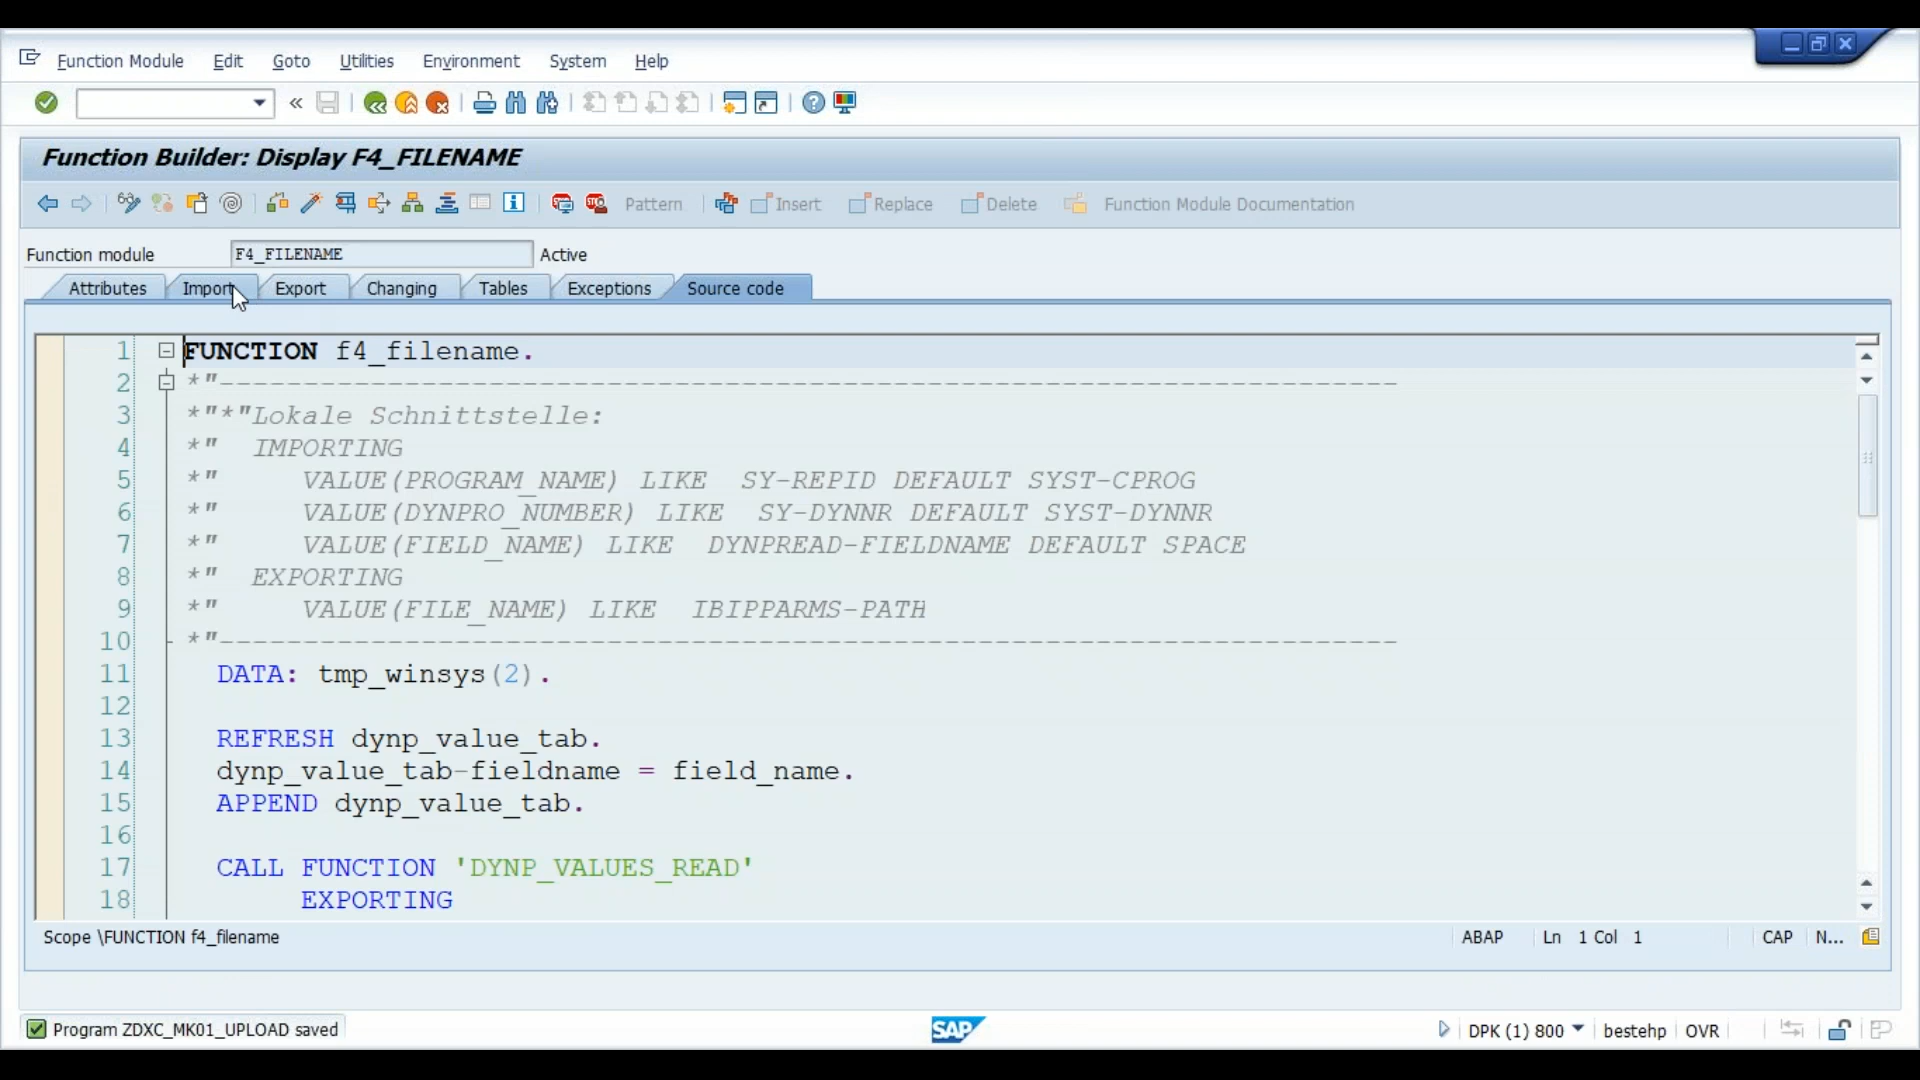 Function Module Edit Goto Utilities Environment System Help
Function Builder: Display F4_FILENAME
Pattern Insert Replace Delete Function Module Documentation
Function module F4_FILENAME Active
Attributes Import Export Changing Tables Exceptions Source code
1 FUNCTION f4_filename.
2 *"----------------------------------------------------------------------
3 *"*"Lokale Schnittstelle:
4 *" IMPORTING
5 *" VALUE(PROGRAM_NAME) LIKE SY-REPID DEFAULT SYST-CPROG
6 *" VALUE(DYNPRO_NUMBER) LIKE SY-DYNNR DEFAULT SYST-DYNNR
7 *" VALUE(FIELD_NAME) LIKE DYNPREAD-FIELDNAME DEFAULT SPACE
8 *" EXPORTING
9 *" VALUE(FILE_NAME) LIKE IBIPPARMS-PATH
10 *"----------------------------------------------------------------------
11 DATA: tmp_winsys(2).
12
13 REFRESH dynp_value_tab.
14 dynp_value_tab-fieldname = field_name.
15 APPEND dynp_value_tab.
16
17 CALL FUNCTION 'DYNP_VALUES_READ'
18 EXPORTING
Scope \FUNCTION f4_filename ABAP Ln 1 Col 1 CAP N...
Program ZDXC_MK01_UPLOAD saved SAP DPK (1) 800 bestehp OVR